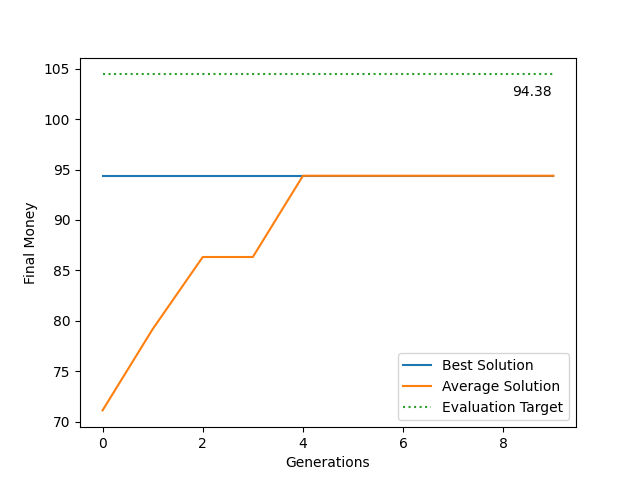 105
94.38
100
95
90
85
80
75
70
Final Money
Best Solution
Average Solution
Evaluation Target
0
2
4
6
8
Generations